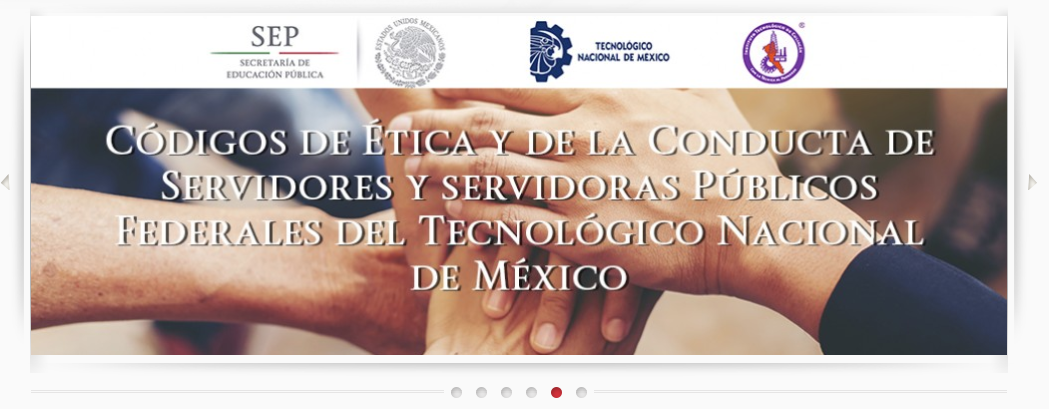 SEP
SECRETARÍA DE
EDUCACIÓN PÚBLICA
ESTADOS UNIDOS MEXICANOS
TECNOLÓGICO
NACIONAL DE MÉXICO
®
CÓDIGOS DE ÉTICA Y DE LA CONDUCTA DE
SERVIDORES Y SERVIDORAS PÚBLICOS
FEDERALES DEL TECNOLÓGICO NACIONAL
DE MÉXICO